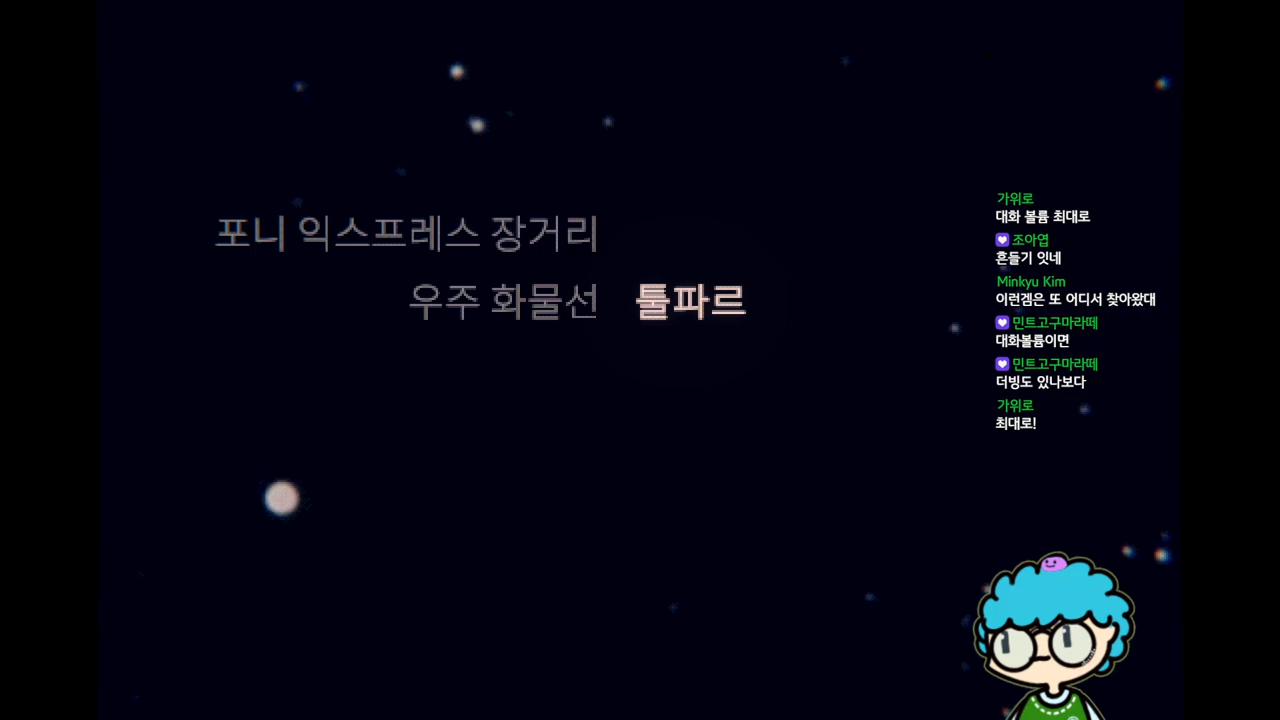 포니 익스프레스 장거리
우주 화물선 툴파르
가위로
대화 볼륨 최대로
조아엽
흔들기 잇네
Minkyu Kim
이런겜은 또 어디서 찾아왔대
민트고구마라떼
대화볼륨이면
민트고구마라떼
더빙도 있나보다
가위로
최대로!